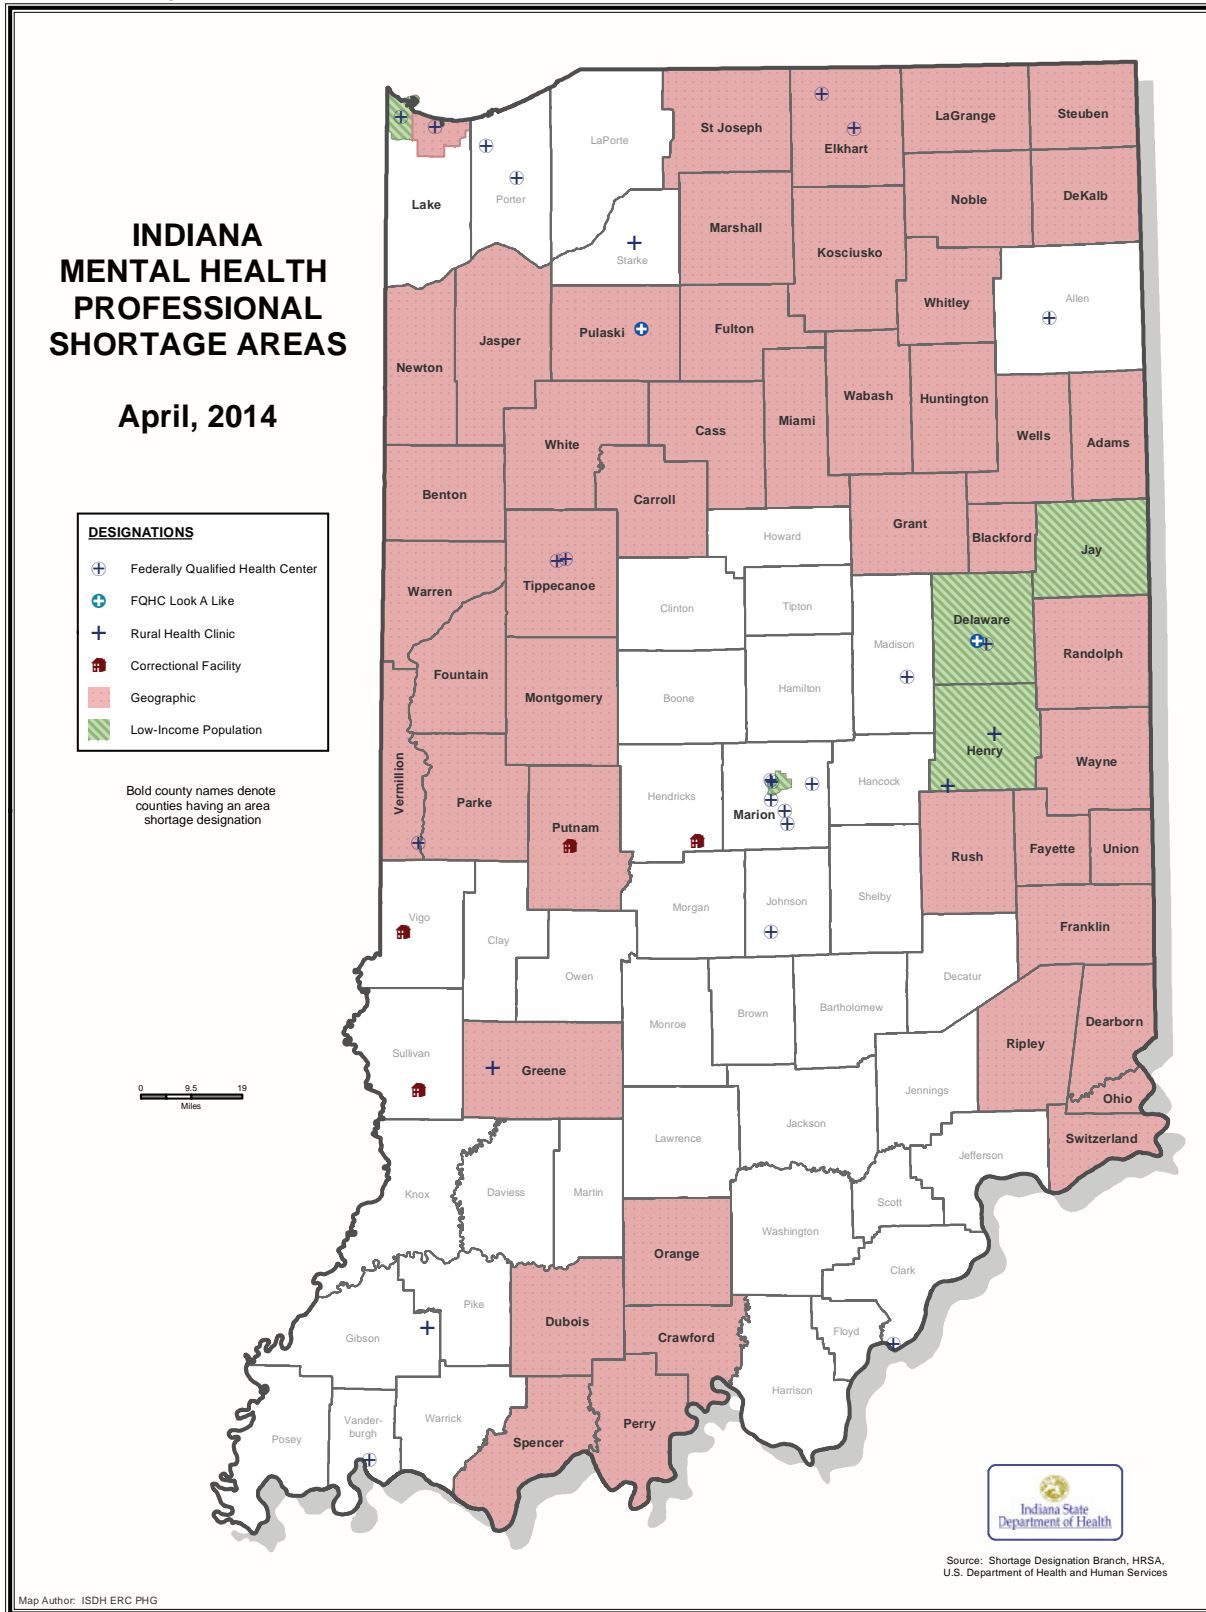 INDIANA
MENTAL HEALTH
PROFESSIONAL
SHORTAGE AREAS
April, 2014
DESIGNATIONS
Federally Qualified Health Center
FQHC Look A Like
Rural Health Clinic
Correctional Facility
Geographic
Low-Income Population
Bold county names denote
counties having an area
shortage designation
0 9.5 19
Miles
LaPorte
St Joseph
Elkhart
LaGrange
Steuben
Lake
Porter
Starke
Marshall
Kosciusko
Noble
DeKalb
Newton
Jasper
Pulaski
Fulton
Whitley
Allen
White
Cass
Miami
Wabash
Huntington
Wells
Adams
Benton
Carroll
Howard
Grant
Blackford
Jay
Warren
Tippecanoe
Clinton
Tipton
Madison
Delaware
Randolph
Fountain
Montgomery
Boone
Hamilton
Henry
Wayne
Vermillion
Parke
Putnam
Hendricks
Marion
Hancock
Rush
Fayette
Union
Vigo
Clay
Owen
Morgan
Johnson
Shelby
Franklin
Sullivan
Greene
Monroe
Brown
Bartholomew
Decatur
Ripley
Dearborn
Ohio
Switzerland
Jennings
Jackson
Lawrence
Jefferson
Knox
Daviess
Martin
Orange
Washington
Scott
Clark
Gibson
Pike
Dubois
Crawford
Floyd
Harrison
Posey
Vander-
burgh
Warrick
Spencer
Perry
Indiana State
Department of Health
Source: Shortage Designation Branch, HRSA,
U.S. Department of Health and Human Services
Map Author: ISDH ERC PHG